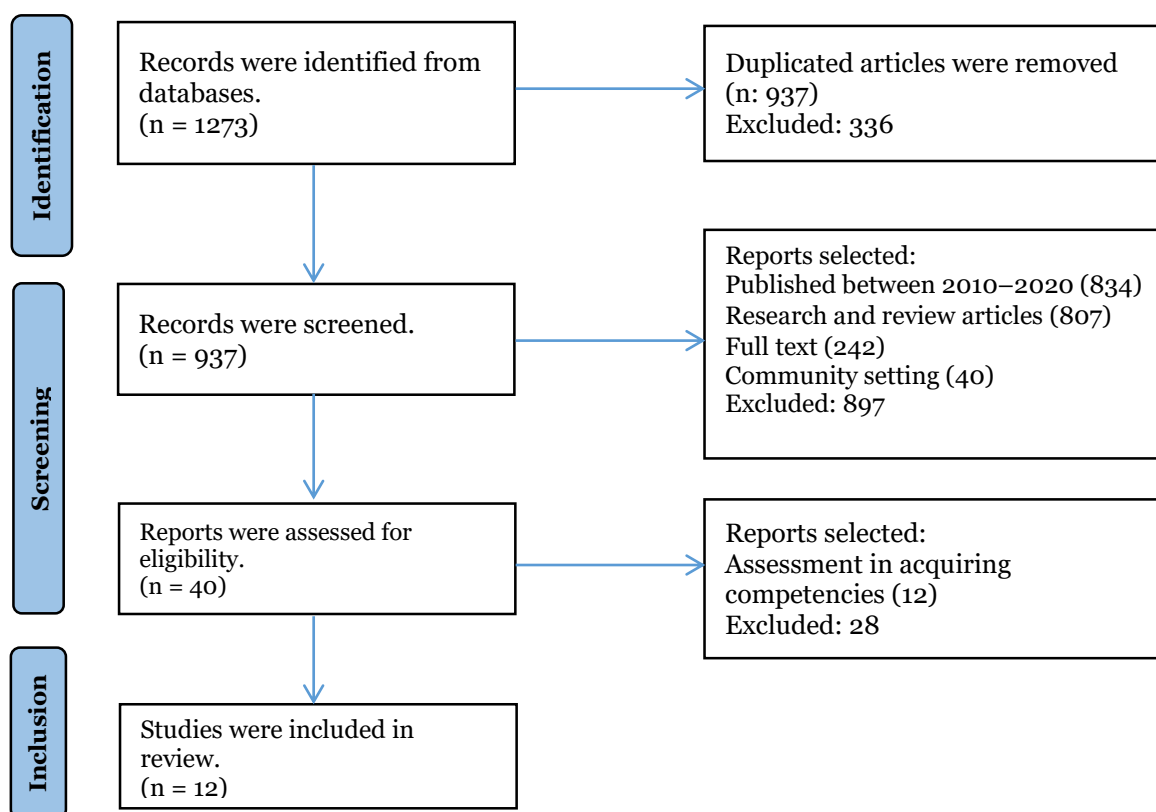 Identification
Records were identified from
databases.
(n = 1273)
Duplicated articles were removed
(n: 937)
Excluded: 336
Screening
Records were screened.
(n = 937)
Reports selected:
Published between 2010–2020 (834)
Research and review articles (807)
Full text (242)
Community setting (40)
Excluded: 897
Reports were assessed for
eligibility.
(n = 40)
Reports selected:
Assessment in acquiring
competencies (12)
Excluded: 28
Inclusion
Studies were included in
review.
(n = 12)